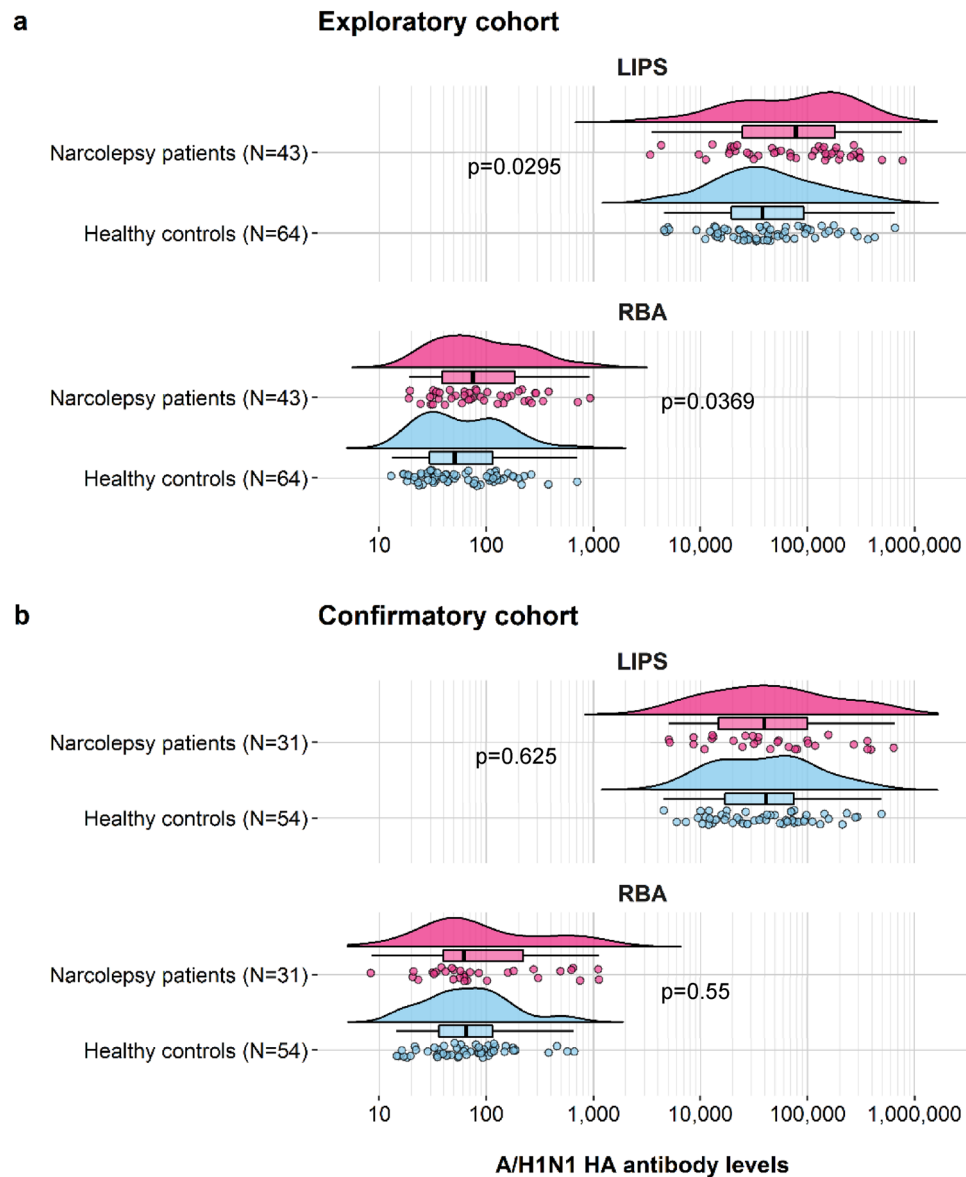 a
Exploratory cohort
LIPS
Narcolepsy patients (N=43)
p=0.0295
Healthy controls (N=64)
RBA
Narcolepsy patients (N=43)
p=0.0369
Healthy controls (N=64)
10 100 1,000 10,000 100,000 1,000,000
b
Confirmatory cohort
LIPS
Narcolepsy patients (N=31)
p=0.625
Healthy controls (N=54)
RBA
Narcolepsy patients (N=31)
p=0.55
Healthy controls (N=54)
10 100 1,000 10,000 100,000 1,000,000
A/H1N1 HA antibody levels